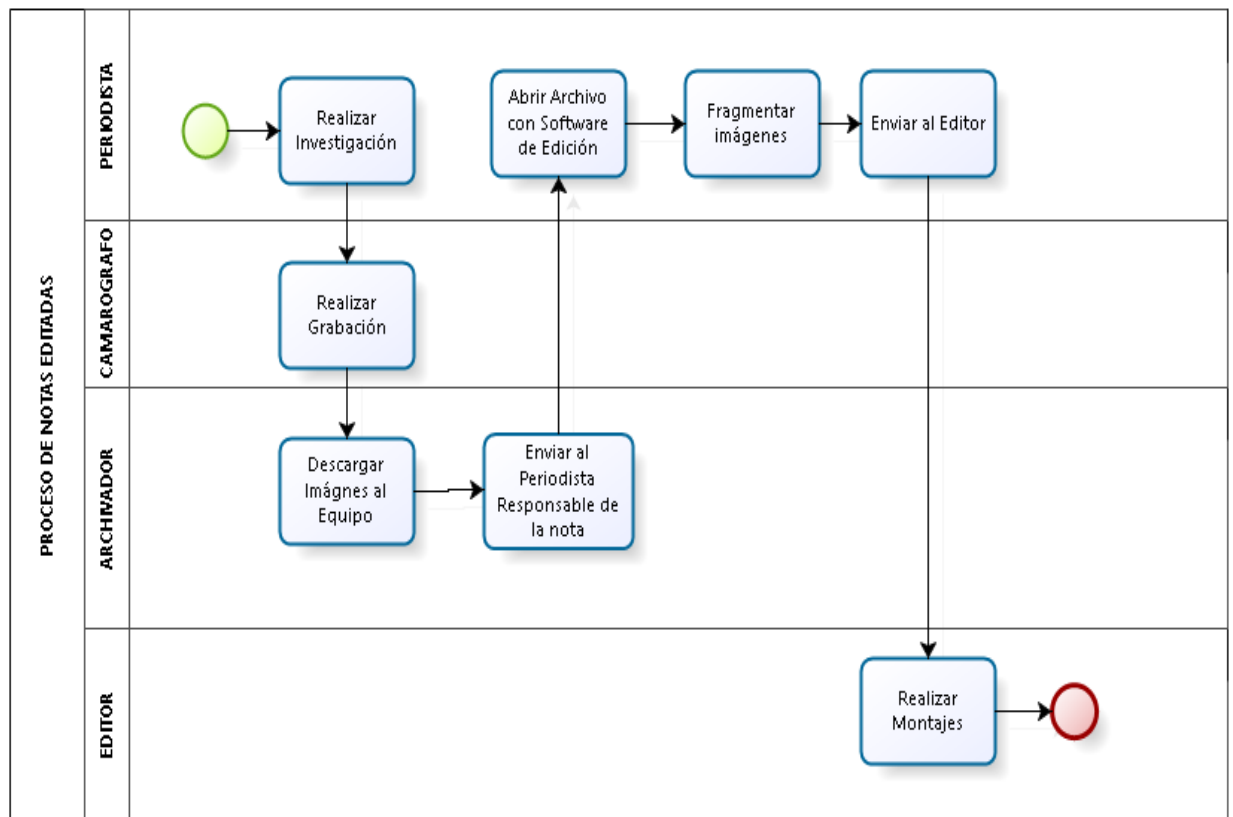 PROCESO DE NOTAS EDITADAS
PERIODISTA
Realizar
Investigación
Abrir Archivo
con Software
de Edición
Fragmentar
imágenes
Enviar al Editor
CAMAROGRAFO
Realizar
Grabación
ARCHIVADOR
Descargar
Imágnes al
Equipo
Enviar al
Periodista
Responsable de
la nota
EDITOR
Realizar
Montajes